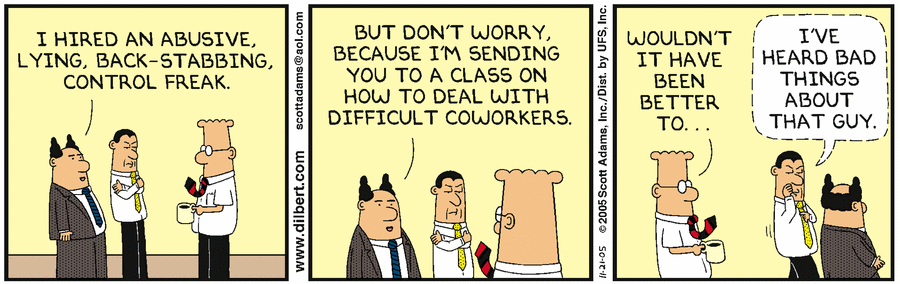 I HIRED AN ABUSIVE,
LYING, BACK-STABBING,
CONTROL FREAK.
www.dilbert.com scottadams@aol.com
BUT DON'T WORRY,
BECAUSE I'M SENDING
YOU TO A CLASS ON
HOW TO DEAL WITH
DIFFICULT COWORKERS.
11-21-05 ©2005 Scott Adams, Inc./Dist. by UFS, Inc.
WOULDN'T
IT HAVE
BEEN
BETTER
TO...
I'VE
HEARD BAD
THINGS
ABOUT
THAT GUY.